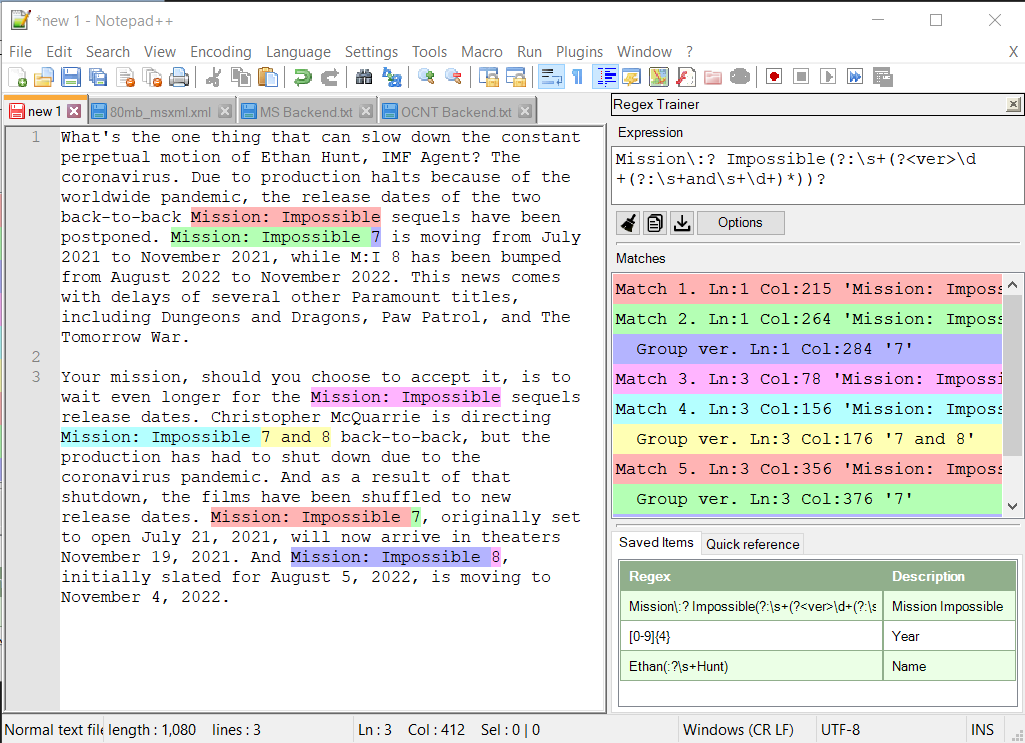 *new 1 - Notepad++
File Edit Search View Encoding Language Settings Tools Macro Run Plugins Window ? X
new 1 80mb_msxml.xml MS Backend.txt OCNT Backend.txt
1 What's the one thing that can slow down the constant
perpetual motion of Ethan Hunt, IMF Agent? The
coronavirus. Due to production halts because of the
worldwide pandemic, the release dates of the two
back-to-back Mission: Impossible sequels have been
postponed. Mission: Impossible 7 is moving from July
2021 to November 2021, while M:I 8 has been bumped
from August 2022 to November 2022. This news comes
with delays of several other Paramount titles,
including Dungeons and Dragons, Paw Patrol, and The
Tomorrow War.
2
3 Your mission, should you choose to accept it, is to
wait even longer for the Mission: Impossible sequels
release dates. Christopher McQuarrie is directing
Mission: Impossible 7 and 8 back-to-back, but the
production has had to shut down due to the
coronavirus pandemic. And as a result of that
shutdown, the films have been shuffled to new
release dates. Mission: Impossible 7, originally set
to open July 21, 2021, will now arrive in theaters
November 19, 2021. And Mission: Impossible 8,
initially slated for August 5, 2022, is moving to
November 4, 2022.
Regex Trainer
Expression
Mission\:? Impossible(?:\s+(?<ver>\d
+(?:\s+and\s+\d+)*))?
Options
Matches
Match 1. Ln:1 Col:215 'Mission: Imposs
Match 2. Ln:1 Col:264 'Mission: Imposs
Group ver. Ln:1 Col:284 '7'
Match 3. Ln:3 Col:78 'Mission: Impossi
Match 4. Ln:3 Col:156 'Mission: Imposs
Group ver. Ln:3 Col:176 '7 and 8'
Match 5. Ln:3 Col:356 'Mission: Imposs
Group ver. Ln:3 Col:376 '7'
Saved Items Quick reference
Regex Description
Mission\:? Impossible(?:\s+(?<ver>\d+(?:\s Mission Impossible
[0-9]{4} Year
Ethan(:?\s+Hunt) Name
Normal text file length : 1,080 lines : 3 Ln : 3 Col : 412 Sel : 0 | 0 Windows (CR LF) UTF-8 INS